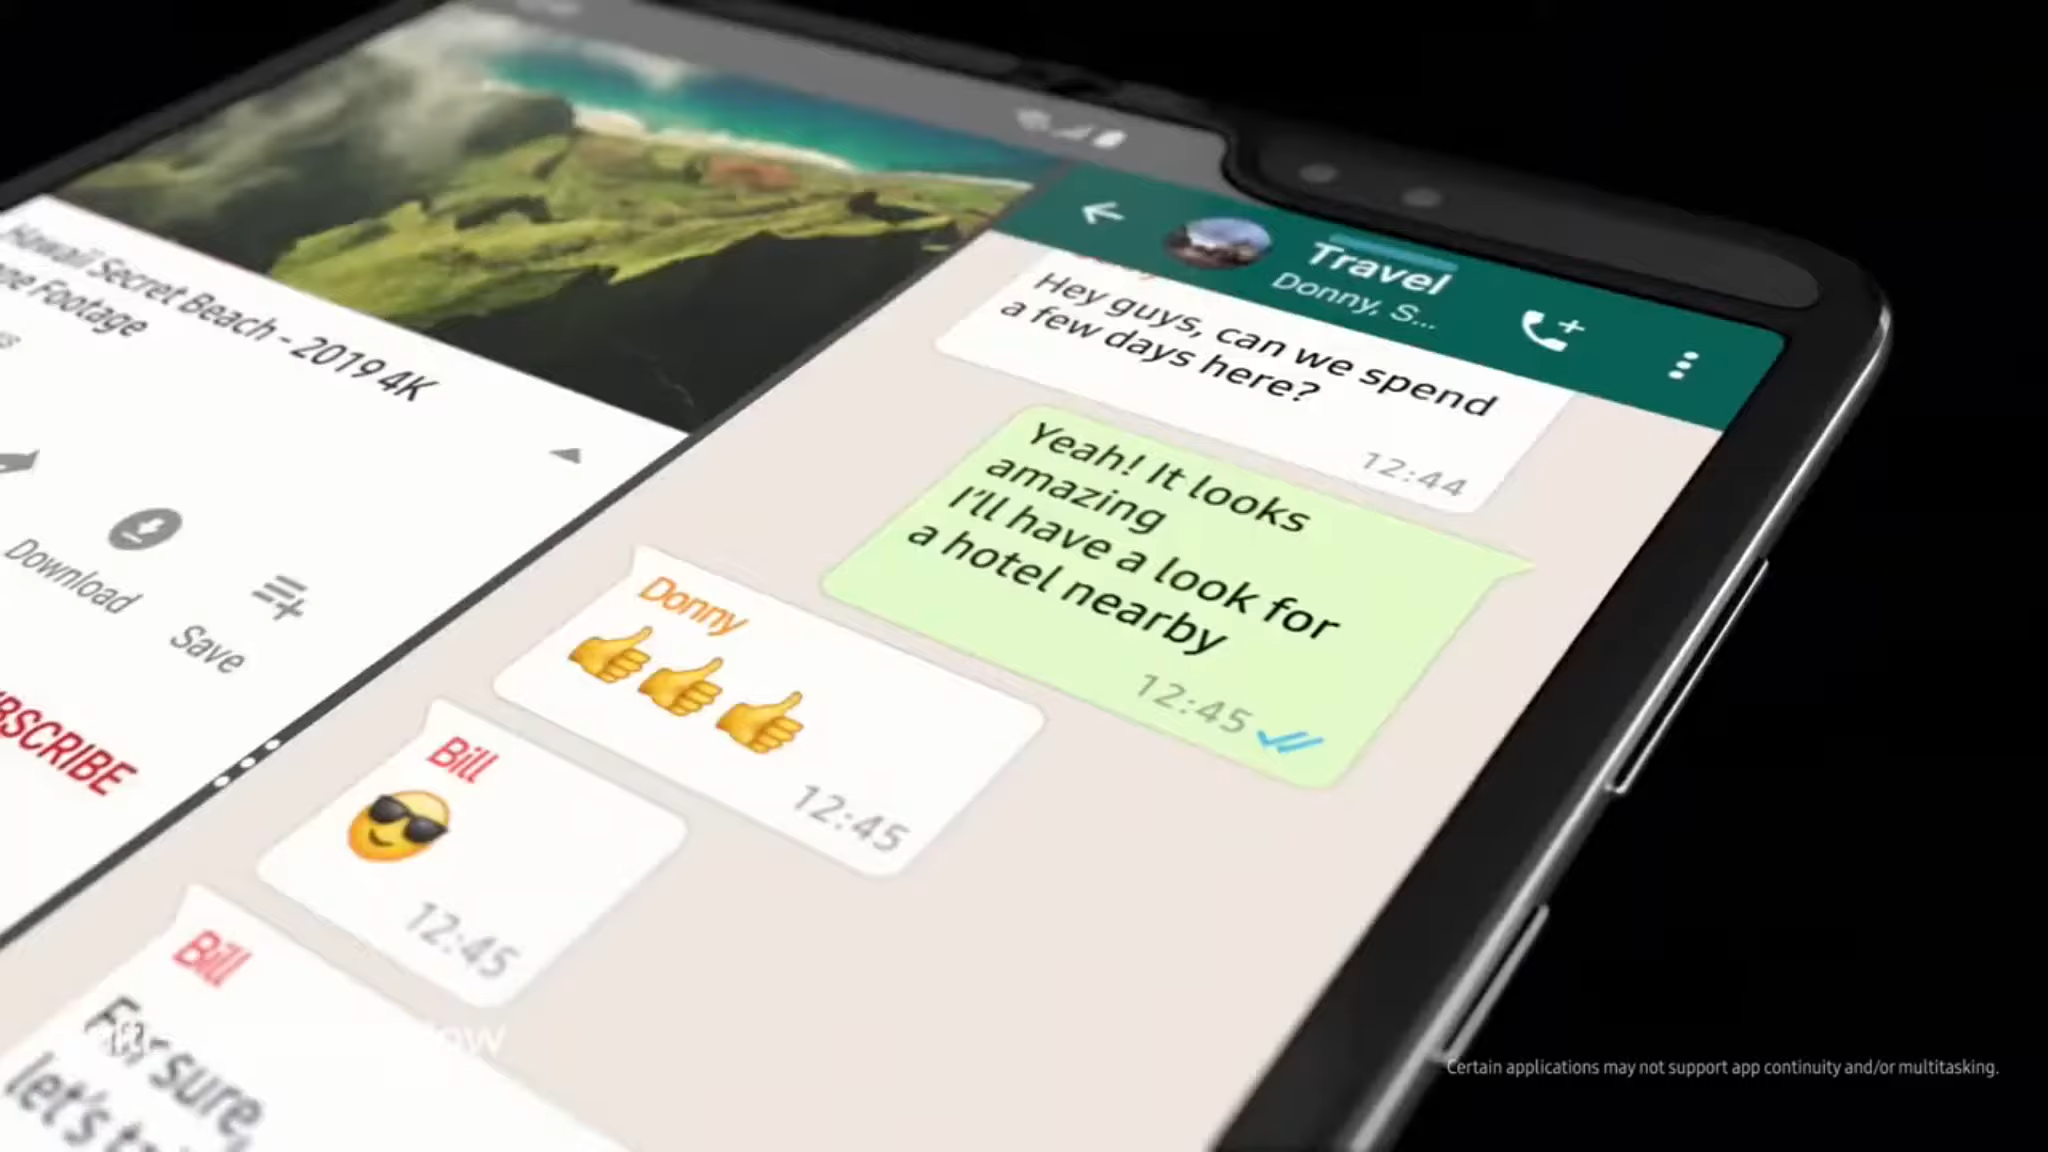 Hawaii Secret Beach - 2019 4K
Footage
Download
Save
Travel
Donny, S...
Hey guys, can we spend
a few days here?
12:44
Yeah! It looks
amazing
I'll have a look for
a hotel nearby
12:45
Donny
12:45
Bill
12:45
Bill
For sure,
let's
Certain applications may not support app continuity and/or multitasking.